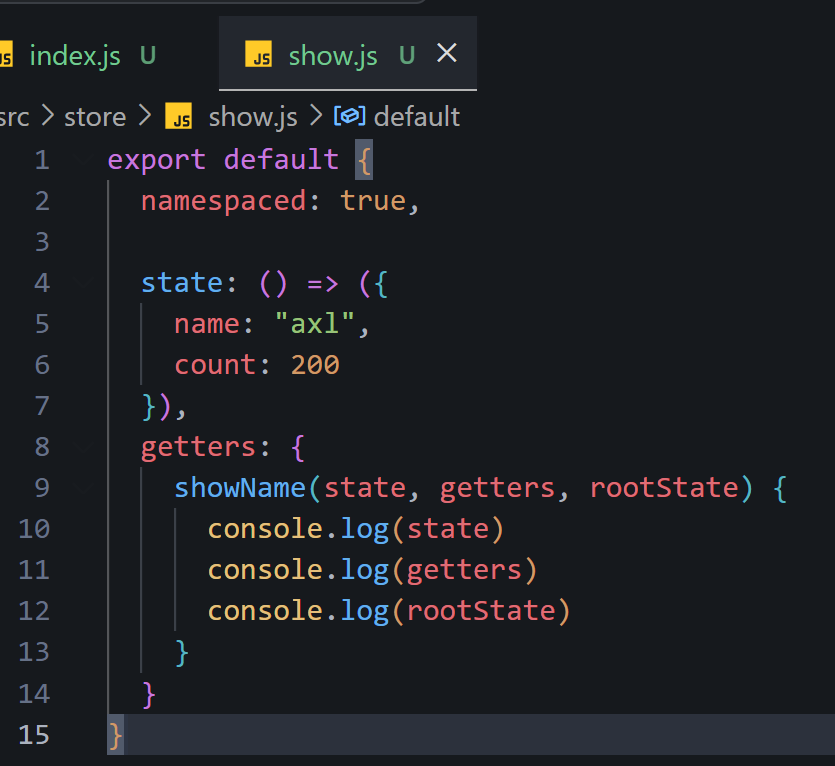 JS index.js U JS show.js U ×
src > store > JS show.js > default
1 export default {
2 namespaced: true,
3
4 state: () => ({
5 name: "axl",
6 count: 200
7 }),
8 getters: {
9 showName(state, getters, rootState) {
10 console.log(state)
11 console.log(getters)
12 console.log(rootState)
13 }
14 }
15 }